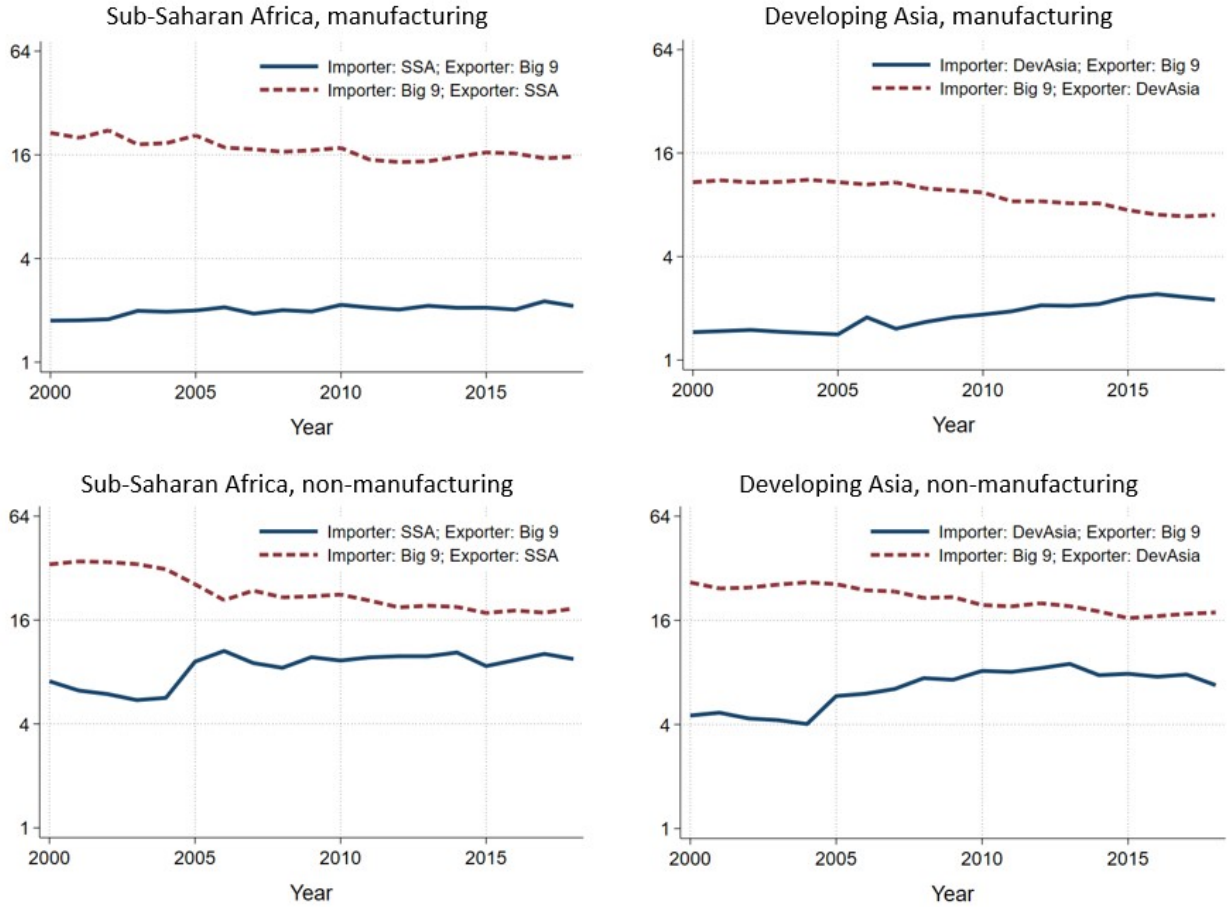 Sub-Saharan Africa, manufacturing
64
16
4
1
Importer: SSA; Exporter: Big 9
Importer: Big 9; Exporter: SSA
2000 2005 2010 2015
Year
Developing Asia, manufacturing
64
16
4
1
Importer: DevAsia; Exporter: Big 9
Importer: Big 9; Exporter: DevAsia
2000 2005 2010 2015
Year
Sub-Saharan Africa, non-manufacturing
64
16
4
1
Importer: SSA; Exporter: Big 9
Importer: Big 9; Exporter: SSA
2000 2005 2010 2015
Year
Developing Asia, non-manufacturing
64
16
4
1
Importer: DevAsia; Exporter: Big 9
Importer: Big 9; Exporter: DevAsia
2000 2005 2010 2015
Year